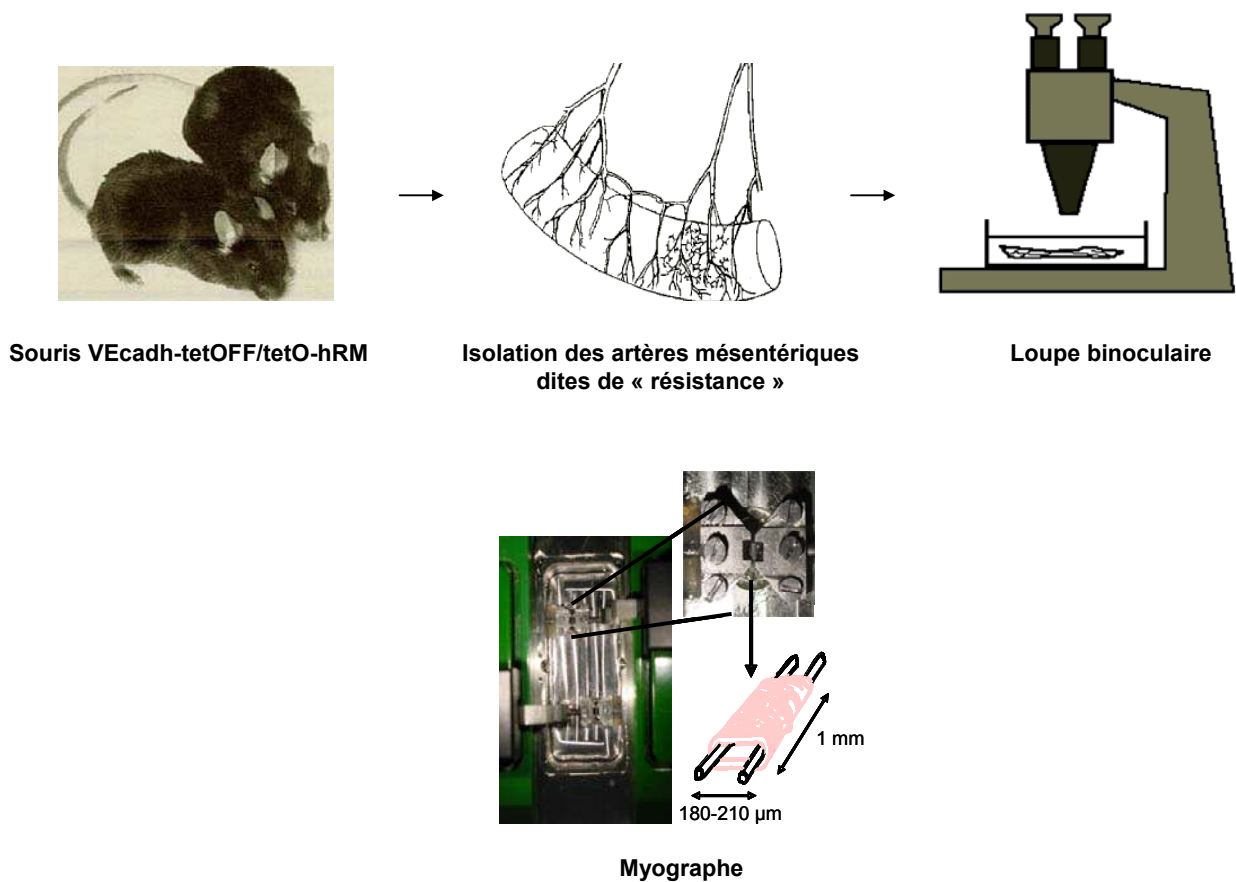 Souris VEcadh-tetOFF/tetO-hRM
Isolation des artères mésentériques
dites de « résistance »
Loupe binoculaire
1 mm
180-210 µm
Myographe